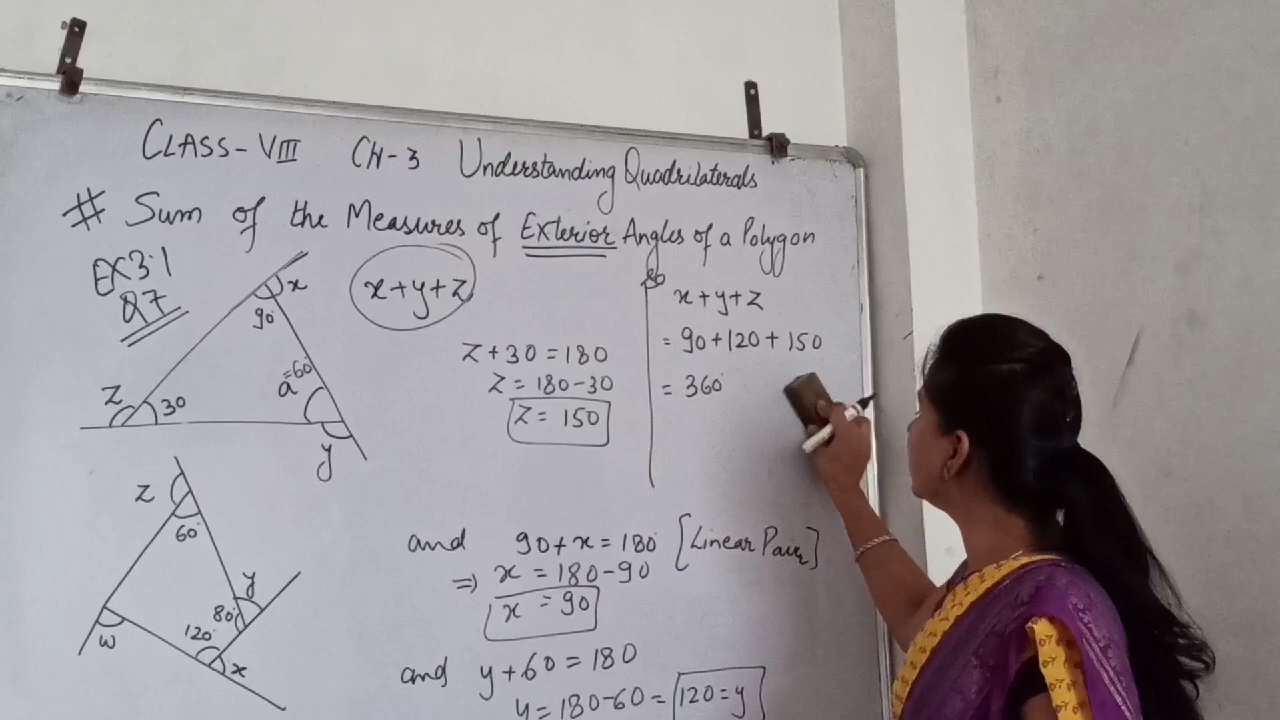 CLASS-VIII CH-3 Understanding Quadrilaterals
# Sum of the Measures of Exterior Angles of a Polygon
EX 3.1
Q7
x+y+z
x
90°
a=60°
z
30
y
z+30=180
z=180-30
z=150
So
x+y+z
=90+120+150
=360°
z
60°
y
80°
120°
w
x
and 90+x=180° [Linear Pair]
⇒ x=180-90
x=90
and y+60=180
y=180-60=120=y